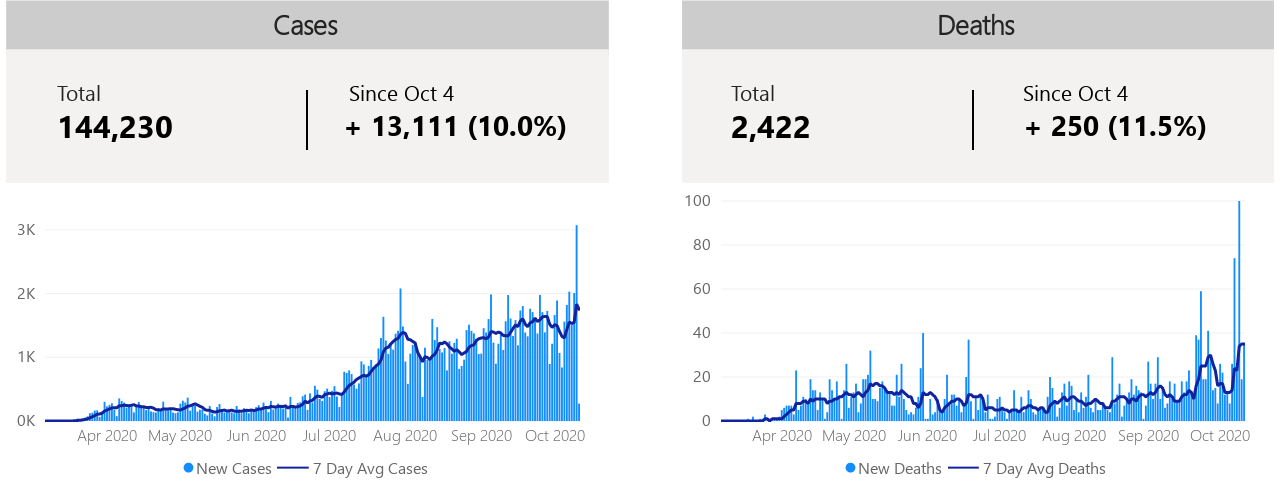 Cases
Total
144,230
Since Oct 4
+ 13,111 (10.0%)
3K
2K
1K
0K
Apr 2020 May 2020 Jun 2020 Jul 2020 Aug 2020 Sep 2020 Oct 2020
New Cases 7 Day Avg Cases
Deaths
Total
2,422
Since Oct 4
+ 250 (11.5%)
100
80
60
40
20
0
Apr 2020 May 2020 Jun 2020 Jul 2020 Aug 2020 Sep 2020 Oct 2020
New Deaths 7 Day Avg Deaths